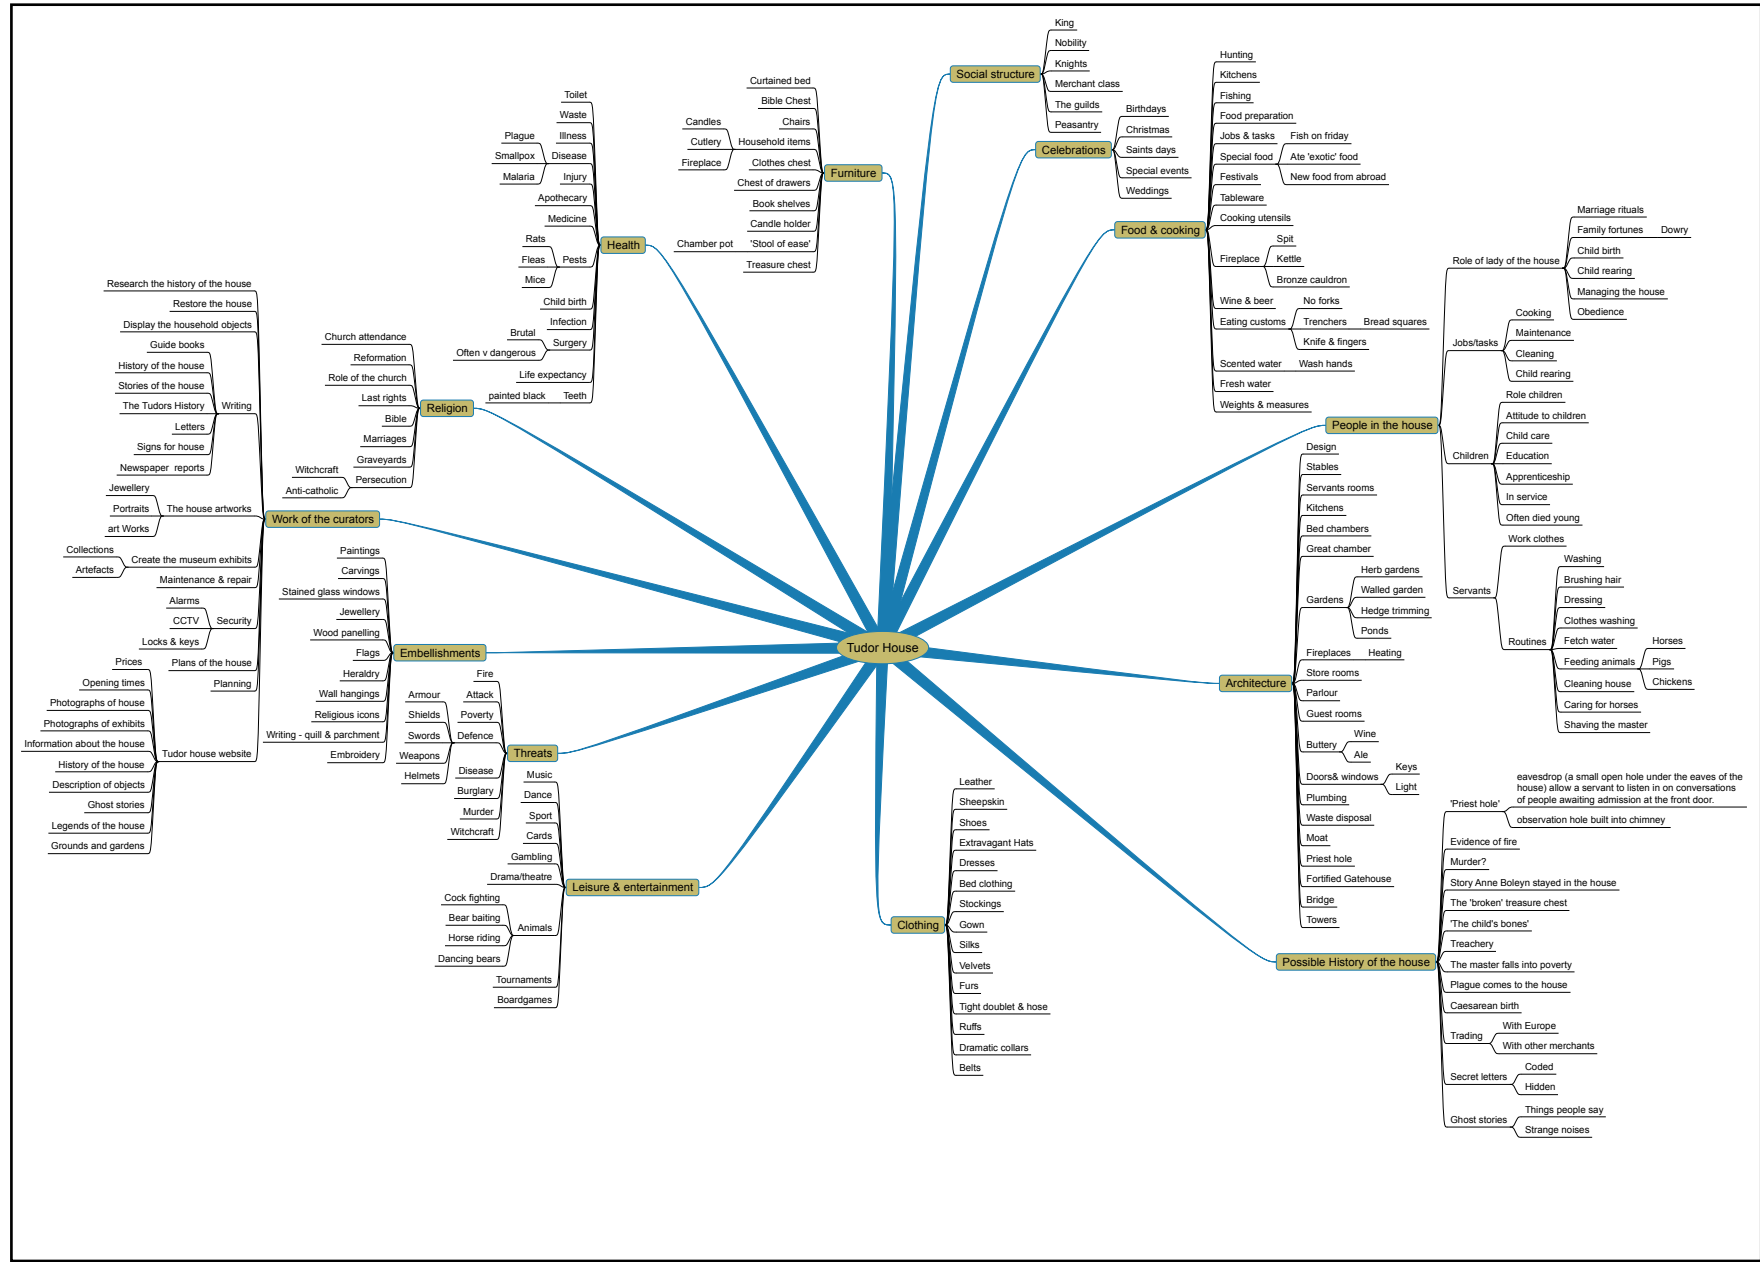 Tudor House
Social structure
King
Nobility
Knights
Merchant class
The guilds
Peasantry
Celebrations
Birthdays
Christmas
Saints days
Special events
Weddings
Food & cooking
Hunting
Kitchens
Fishing
Food preparation
Jobs & tasks
Special food
Fish on friday
Ate 'exotic' food
New food from abroad
Festivals
Tableware
Cooking utensils
Fireplace
Spit
Kettle
Bronze cauldron
Wine & beer
Eating customs
No forks
Trenchers
Bread squares
Knife & fingers
Scented water
Wash hands
Fresh water
Weights & measures
People in the house
Role of lady of the house
Marriage rituals
Family fortunes
Dowry
Child birth
Child rearing
Managing the house
Obedience
Jobs/tasks
Cooking
Maintenance
Cleaning
Child rearing
Children
Role children
Attitude to children
Child care
Education
Apprenticeship
In service
Often died young
Servants
Work clothes
Routines
Washing
Brushing hair
Dressing
Clothes washing
Fetch water
Feeding animals
Horses
Pigs
Chickens
Cleaning house
Caring for horses
Shaving the master
Architecture
Design
Stables
Servants rooms
Kitchens
Bed chambers
Great chamber
Gardens
Herb gardens
Walled garden
Hedge trimming
Ponds
Fireplaces
Heating
Store rooms
Parlour
Guest rooms
Buttery
Wine
Ale
Doors& windows
Keys
Light
Plumbing
Waste disposal
Moat
Priest hole
Fortified Gatehouse
Bridge
Towers
Possible History of the house
'Priest hole'
eavesdrop (a small open hole under the eaves of the
house) allow a servant to listen in on conversations
of people awaiting admission at the front door.
observation hole built into chimney
Evidence of fire
Murder?
Story Anne Boleyn stayed in the house
The 'broken' treasure chest
'The child's bones'
Treachery
The master falls into poverty
Plague comes to the house
Caesarean birth
Trading
With Europe
With other merchants
Secret letters
Coded
Hidden
Ghost stories
Things people say
Strange noises
Clothing
Leather
Sheepskin
Shoes
Extravagant Hats
Dresses
Bed clothing
Stockings
Gown
Silks
Velvets
Furs
Tight doublet & hose
Ruffs
Dramatic collars
Belts
Furniture
Curtained bed
Bible Chest
Chairs
Household items
Candles
Cutlery
Fireplace
Clothes chest
Chest of drawers
Book shelves
Candle holder
'Stool of ease'
Chamber pot
Treasure chest
Health
Toilet
Waste
Illness
Disease
Plague
Smallpox
Malaria
Injury
Apothecary
Medicine
Pests
Rats
Fleas
Mice
Child birth
Infection
Surgery
Brutal
Often v dangerous
Life expectancy
Teeth
painted black
Religion
Church attendance
Reformation
Role of the church
Last rights
Bible
Marriages
Graveyards
Persecution
Witchcraft
Anti-catholic
Work of the curators
Research the history of the house
Restore the house
Display the household objects
Writing
Guide books
History of the house
Stories of the house
The Tudors History
Letters
Signs for house
Newspaper reports
The house artworks
Jewellery
Portraits
art Works
Create the museum exhibits
Collections
Artefacts
Maintenance & repair
Security
Alarms
CCTV
Locks & keys
Plans of the house
Planning
Tudor house website
Prices
Opening times
Photographs of house
Photographs of exhibits
Information about the house
History of the house
Description of objects
Ghost stories
Legends of the house
Grounds and gardens
Embellishments
Paintings
Carvings
Stained glass windows
Jewellery
Wood panelling
Flags
Heraldry
Wall hangings
Religious icons
Writing - quill & parchment
Embroidery
Threats
Fire
Attack
Poverty
Defence
Armour
Shields
Swords
Weapons
Helmets
Disease
Burglary
Murder
Witchcraft
Leisure & entertainment
Music
Dance
Sport
Cards
Gambling
Drama/theatre
Animals
Cock fighting
Bear baiting
Horse riding
Dancing bears
Tournaments
Boardgames